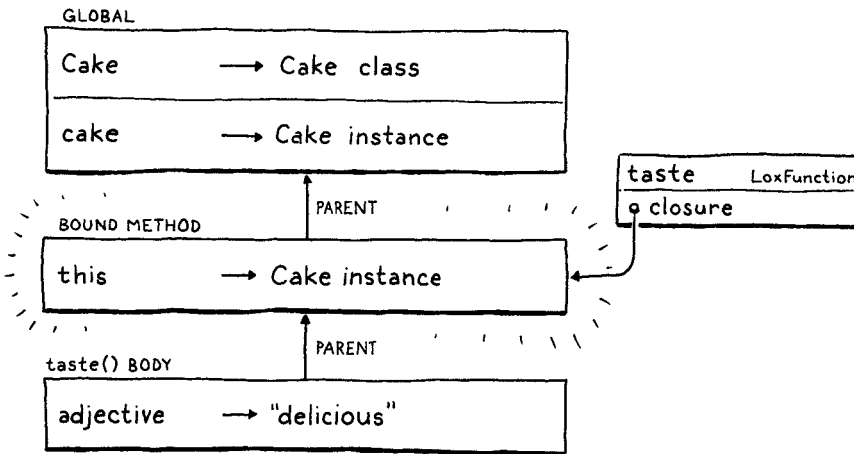 GLOBAL
Cake → Cake class
cake → Cake instance
taste LoxFunction
closure
PARENT
BOUND METHOD
this → Cake instance
PARENT
taste() BODY
adjective → "delicious"